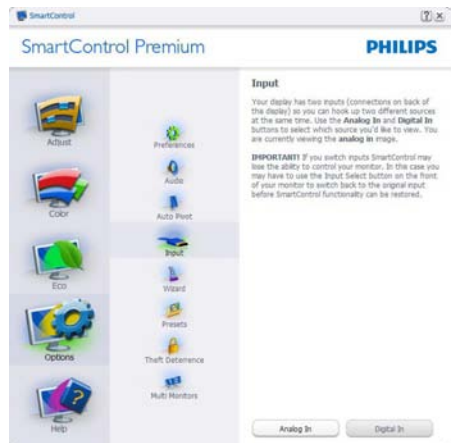 SmartControl
SmartControl Premium
PHILIPS
Adjust
Color
Eco
Options
Help
Preferences
Audio
Auto Pivot
Input
Wizard
Presets
Theft Deterrence
Multi Monitors
Input
Your display has two inputs (connections on back of
the display) so you can hook up two different sources
at the same time. Use the Analog In and Digital In
buttons to select which source you'd like to view. You
are currently viewing the analog in image.
IMPORTANT! If you switch inputs SmartControl may
lose the ability to control your monitor. In this case you
may have to use the Input Select button on the front
of your monitor to switch back to the original input
before SmartControl functionality can be restored.
Analog In
Digital In